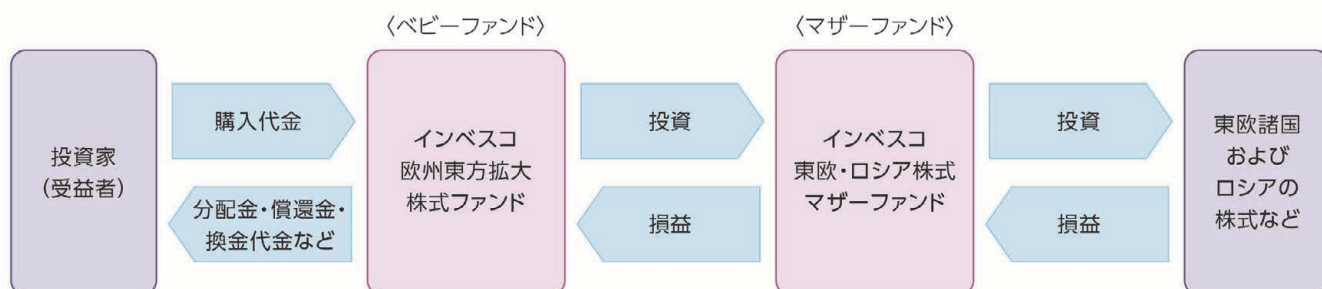 〈ベビーファンド〉
〈マザーファンド〉
投資家
(受益者)
購入代金
分配金・償還金・
換金代金など
インベスコ
欧州東方拡大
株式ファンド
投資
損益
インベスコ
東欧・ロシア株式
マザーファンド
投資
損益
東欧諸国
および
ロシアの
株式など